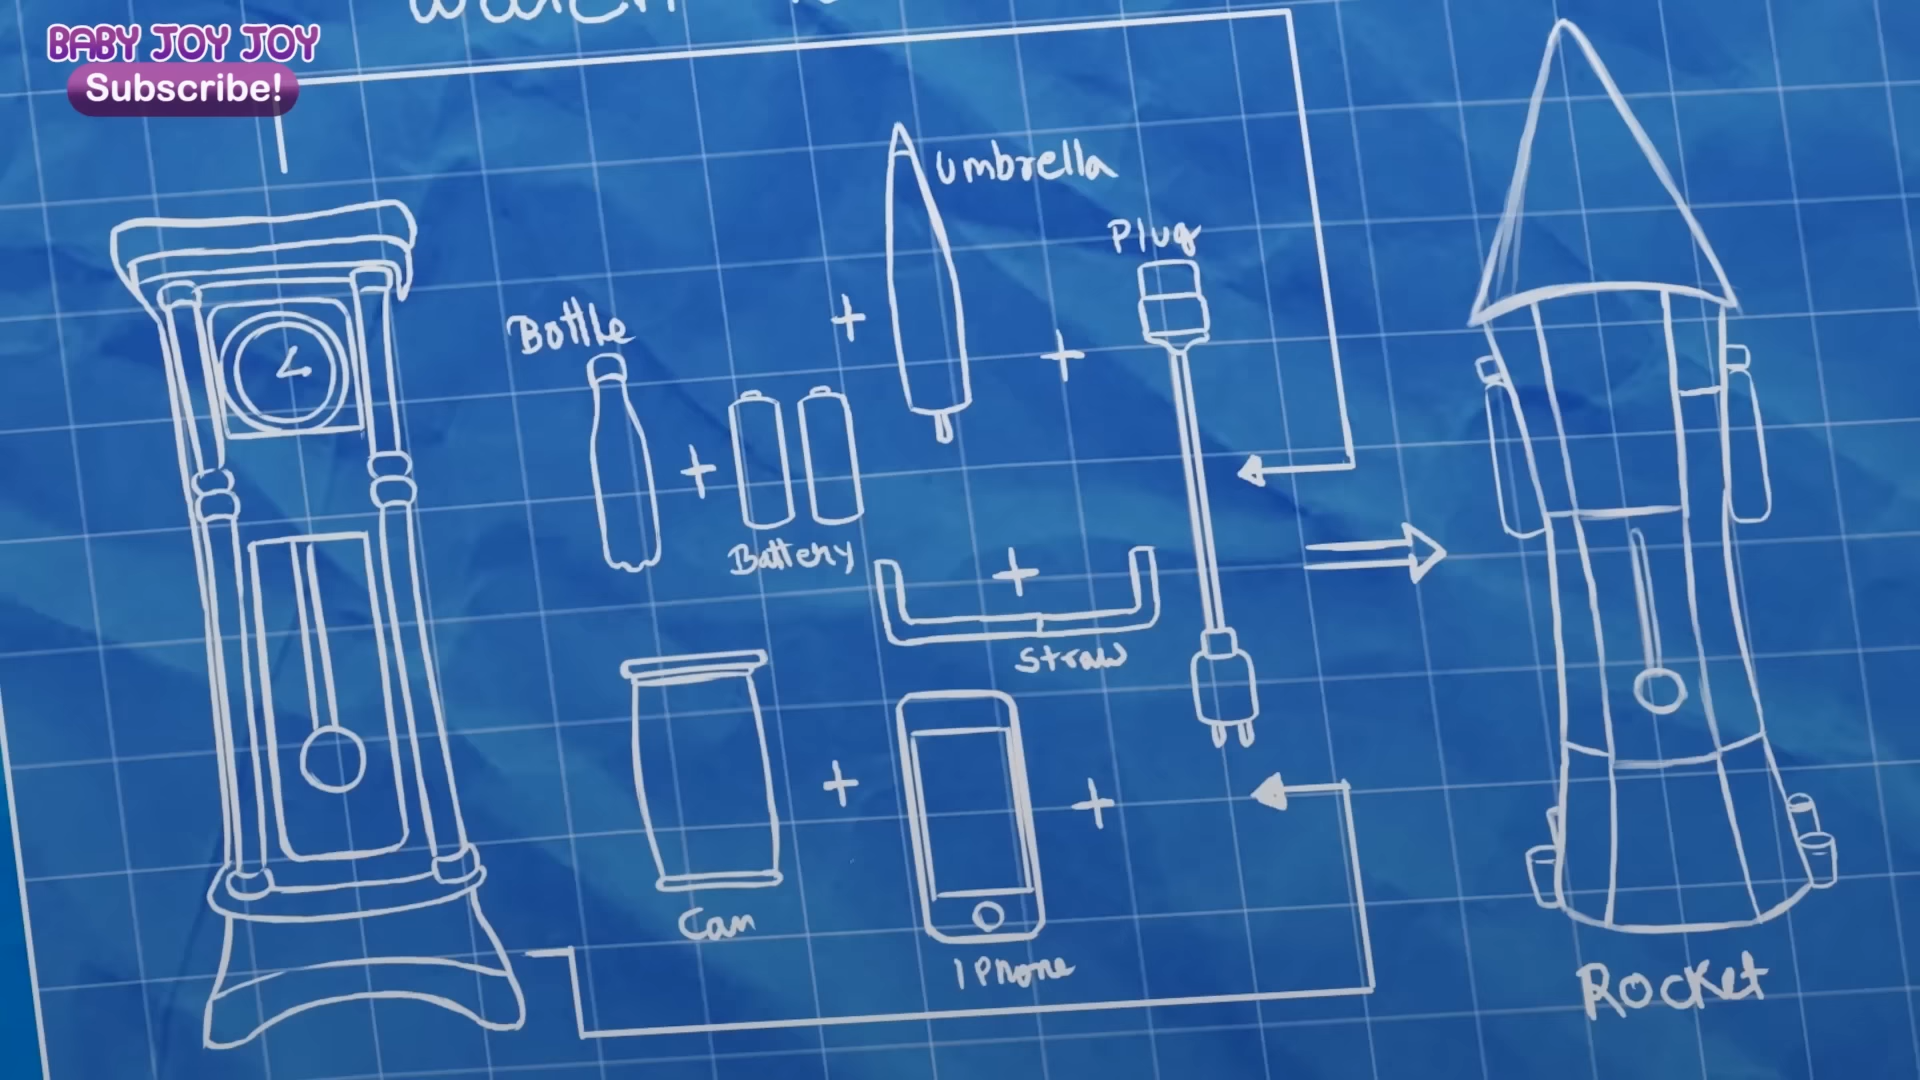 BABY JOY JOY
Subscribe!
umbrella
Plug
Bottle
Battery
Straw
Can
IPhone
Rocket